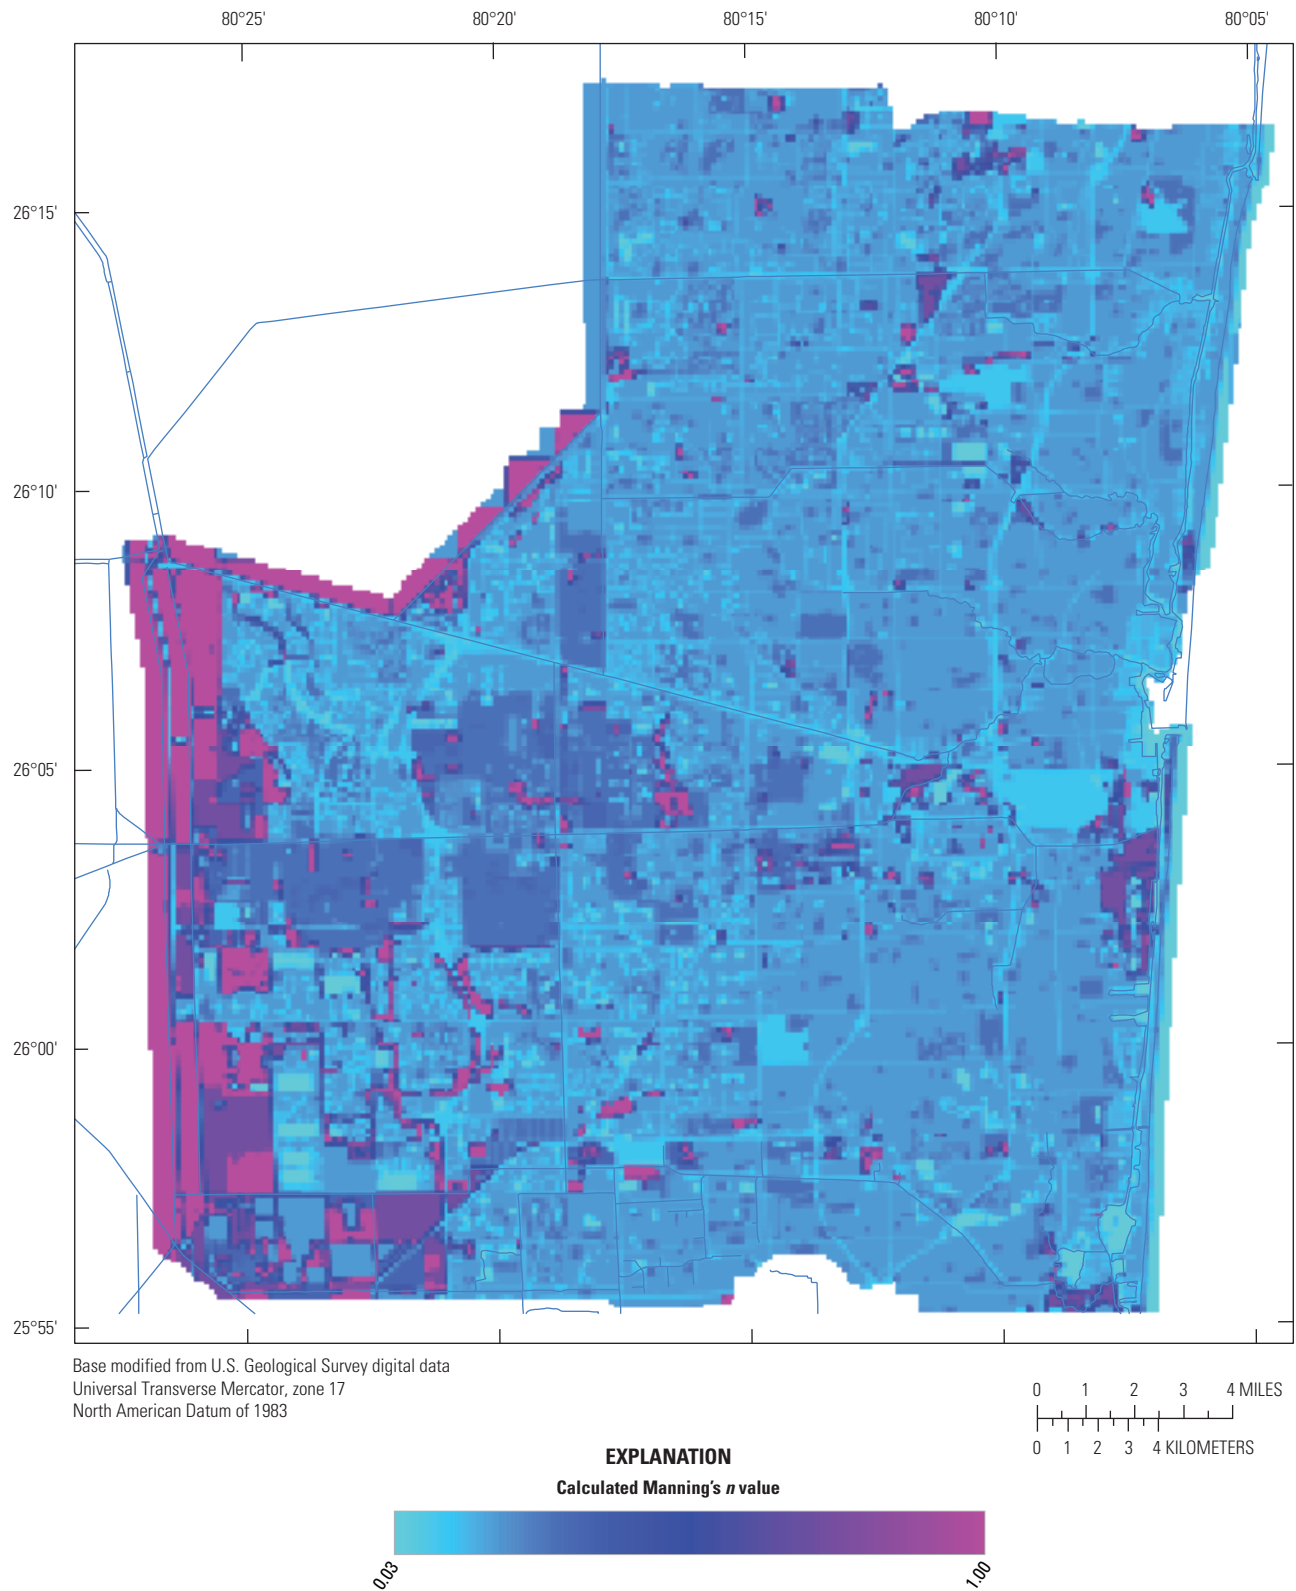 80°25' 80°20' 80°15' 80°10' 80°05'
26°15'
26°10'
26°05'
26°00'
25°55'
Base modified from U.S. Geological Survey digital data
Universal Transverse Mercator, zone 17
North American Datum of 1983
0 1 2 3 4 MILES
0 1 2 3 4 KILOMETERS
EXPLANATION
Calculated Manning's n value
0.03 1.00